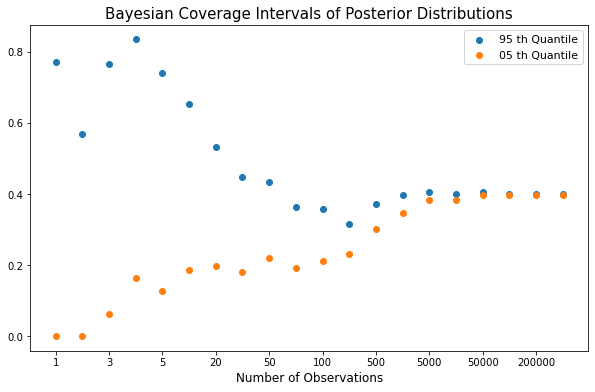 Bayesian Coverage Intervals of Posterior Distributions
95 th Quantile
05 th Quantile
0.8
0.6
0.4
0.2
0.0
1 3 5 20 50 100 500 5000 50000 200000
Number of Observations